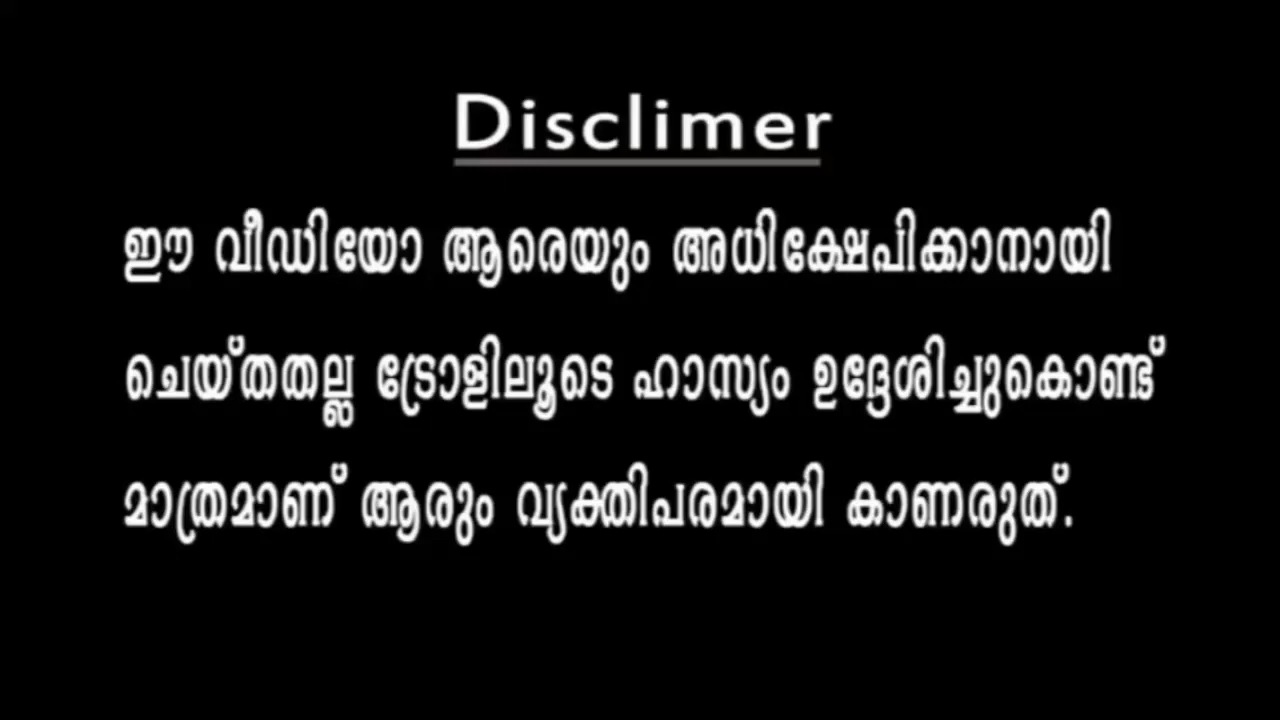 Disclimer
ഈ വീഡിയോ ആരെയും അധിക്ഷേപിക്കാനായി
ചെയ്തതല്ല ട്രോളിലൂടെ ഹാസ്യം ഉദ്ദേശിച്ചുകൊണ്ട്
മാത്രമാണ് ആരും വ്യക്തിപരമായി കാണരുത്.